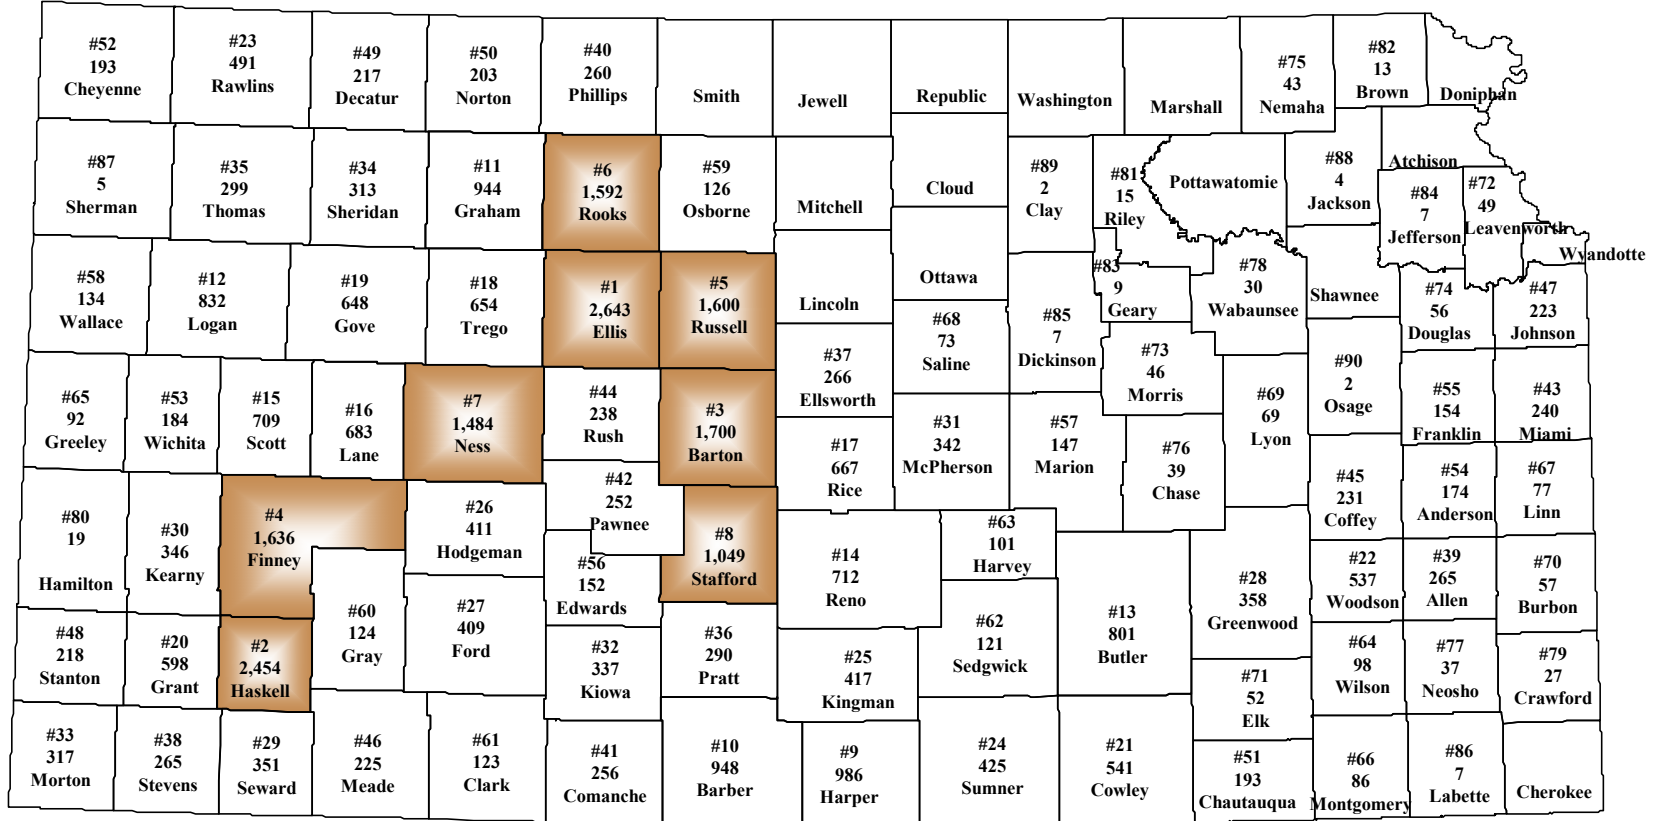 #52
193
Cheyenne
#23
491
Rawlins
#49
217
Decatur
#50
203
Norton
#40
260
Phillips
Smith
Jewell
Republic
Washington
Marshall
#75
43
Nemaha
#82
13
Brown
Doniphan
#87
5
Sherman
#35
299
Thomas
#34
313
Sheridan
#11
944
Graham
#6
1,592
Rooks
#59
126
Osborne
Mitchell
Cloud
#89
2
Clay
#81
15
Riley
Pottawatomie
#88
4
Jackson
Atchison
#84
7
Jefferson
#72
49
Leavenworth
Wyandotte
#58
134
Wallace
#12
832
Logan
#19
648
Gove
#18
654
Trego
#1
2,643
Ellis
#5
1,600
Russell
Lincoln
Ottawa
#68
73
Saline
#85
7
Dickinson
#83
9
Geary
#78
30
Wabaunsee
Shawnee
#74
56
Douglas
#47
223
Johnson
#65
92
Greeley
#53
184
Wichita
#15
709
Scott
#16
683
Lane
#7
1,484
Ness
#44
238
Rush
#3
1,700
Barton
#37
266
Ellsworth
#17
667
Rice
#31
342
McPherson
#57
147
Marion
#73
46
Morris
#76
39
Chase
#69
69
Lyon
#90
2
Osage
#55
154
Franklin
#43
240
Miami
#80
19
Hamilton
#30
346
Kearny
#4
1,636
Finney
#26
411
Hodgeman
#42
252
Pawnee
#56
152
Edwards
#8
1,049
Stafford
#14
712
Reno
#63
101
Harvey
#45
231
Coffey
#54
174
Anderson
#67
77
Linn
#48
218
Stanton
#20
598
Grant
#2
2,454
Haskell
#60
124
Gray
#27
409
Ford
#32
337
Kiowa
#36
290
Pratt
#25
417
Kingman
#62
121
Sedgwick
#13
801
Butler
#28
358
Greenwood
#22
537
Woodson
#39
265
Allen
#70
57
Burbon
#71
52
Elk
#64
98
Wilson
#77
37
Neosho
#79
27
Crawford
#33
317
Morton
#38
265
Stevens
#29
351
Seward
#46
225
Meade
#61
123
Clark
#41
256
Comanche
#10
948
Barber
#9
986
Harper
#24
425
Sumner
#21
541
Cowley
#51
193
Chautauqua
#66
86
Montgomery
#86
7
Labette
Cherokee